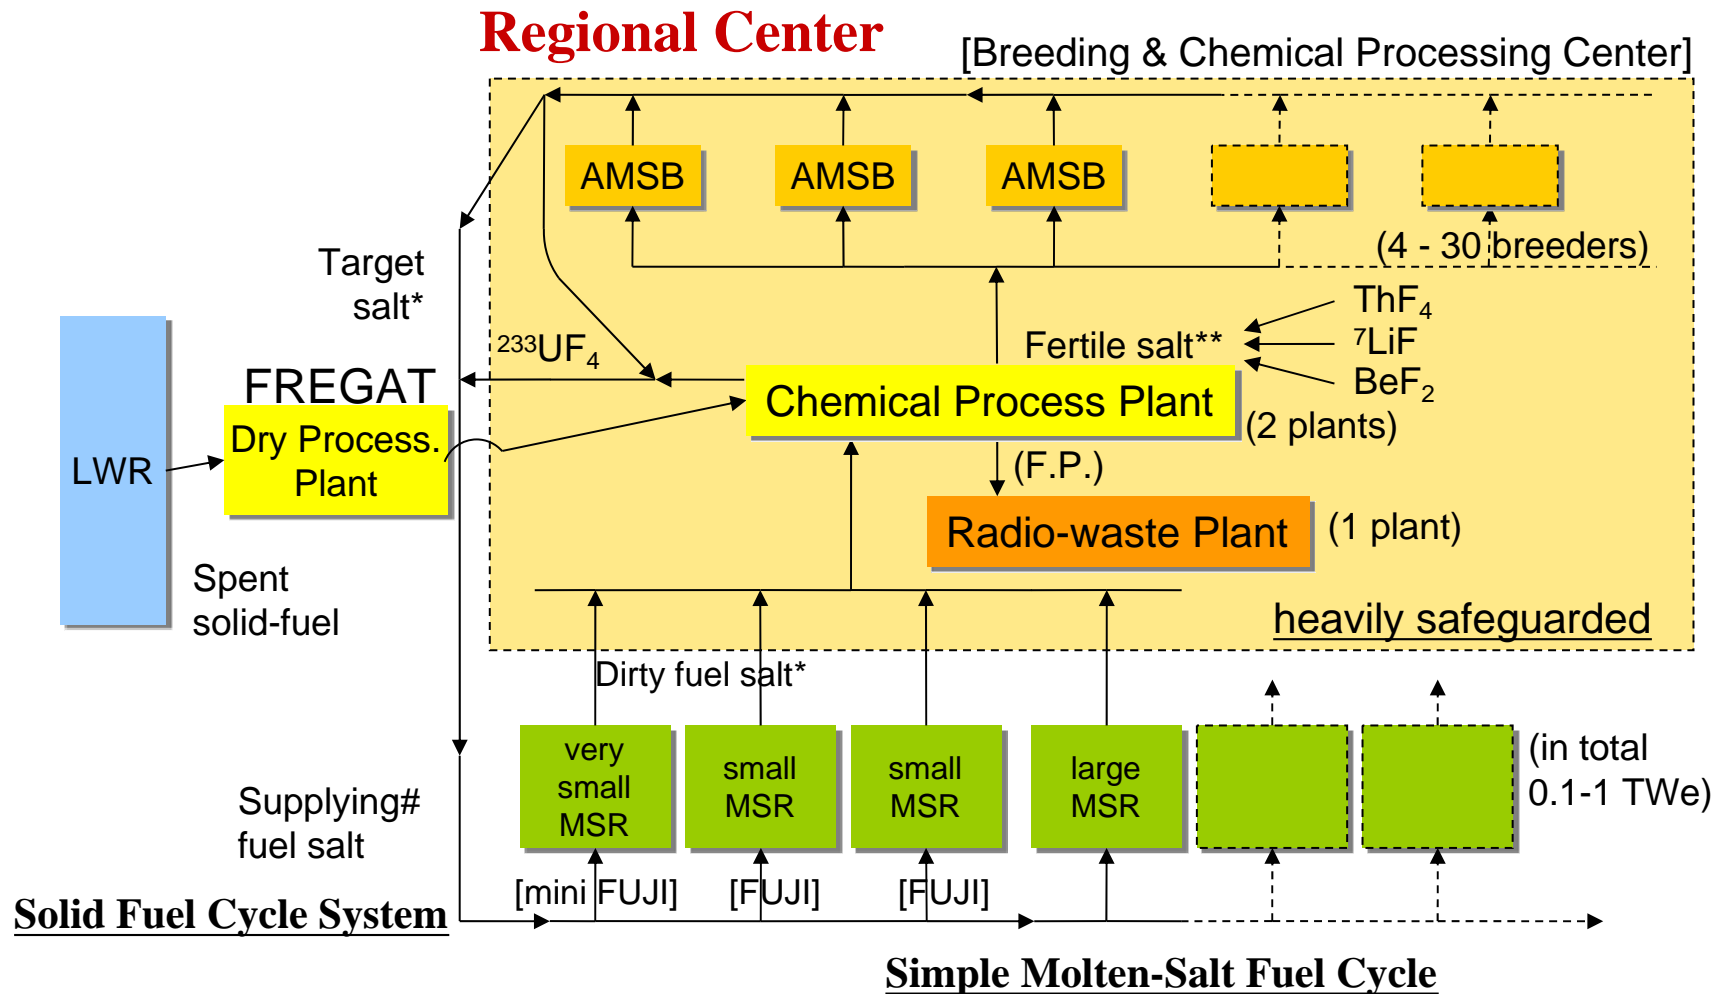 Regional Center
[Breeding & Chemical Processing Center]
AMSB
AMSB
AMSB
(4 - 30 breeders)
Target
salt*
ThF₄
⁷LiF
BeF₂
Fertile salt**
²³³UF₄
FREGAT
Chemical Process Plant
(2 plants)
LWR
Dry Process.
Plant
(F.P.)
Radio-waste Plant
(1 plant)
Spent
solid-fuel
heavily safeguarded
Dirty fuel salt*
very
small
MSR
small
MSR
small
MSR
large
MSR
(in total
0.1-1 TWe)
Supplying#
fuel salt
[mini FUJI]
[FUJI]
[FUJI]
Solid Fuel Cycle System
Simple Molten-Salt Fuel Cycle